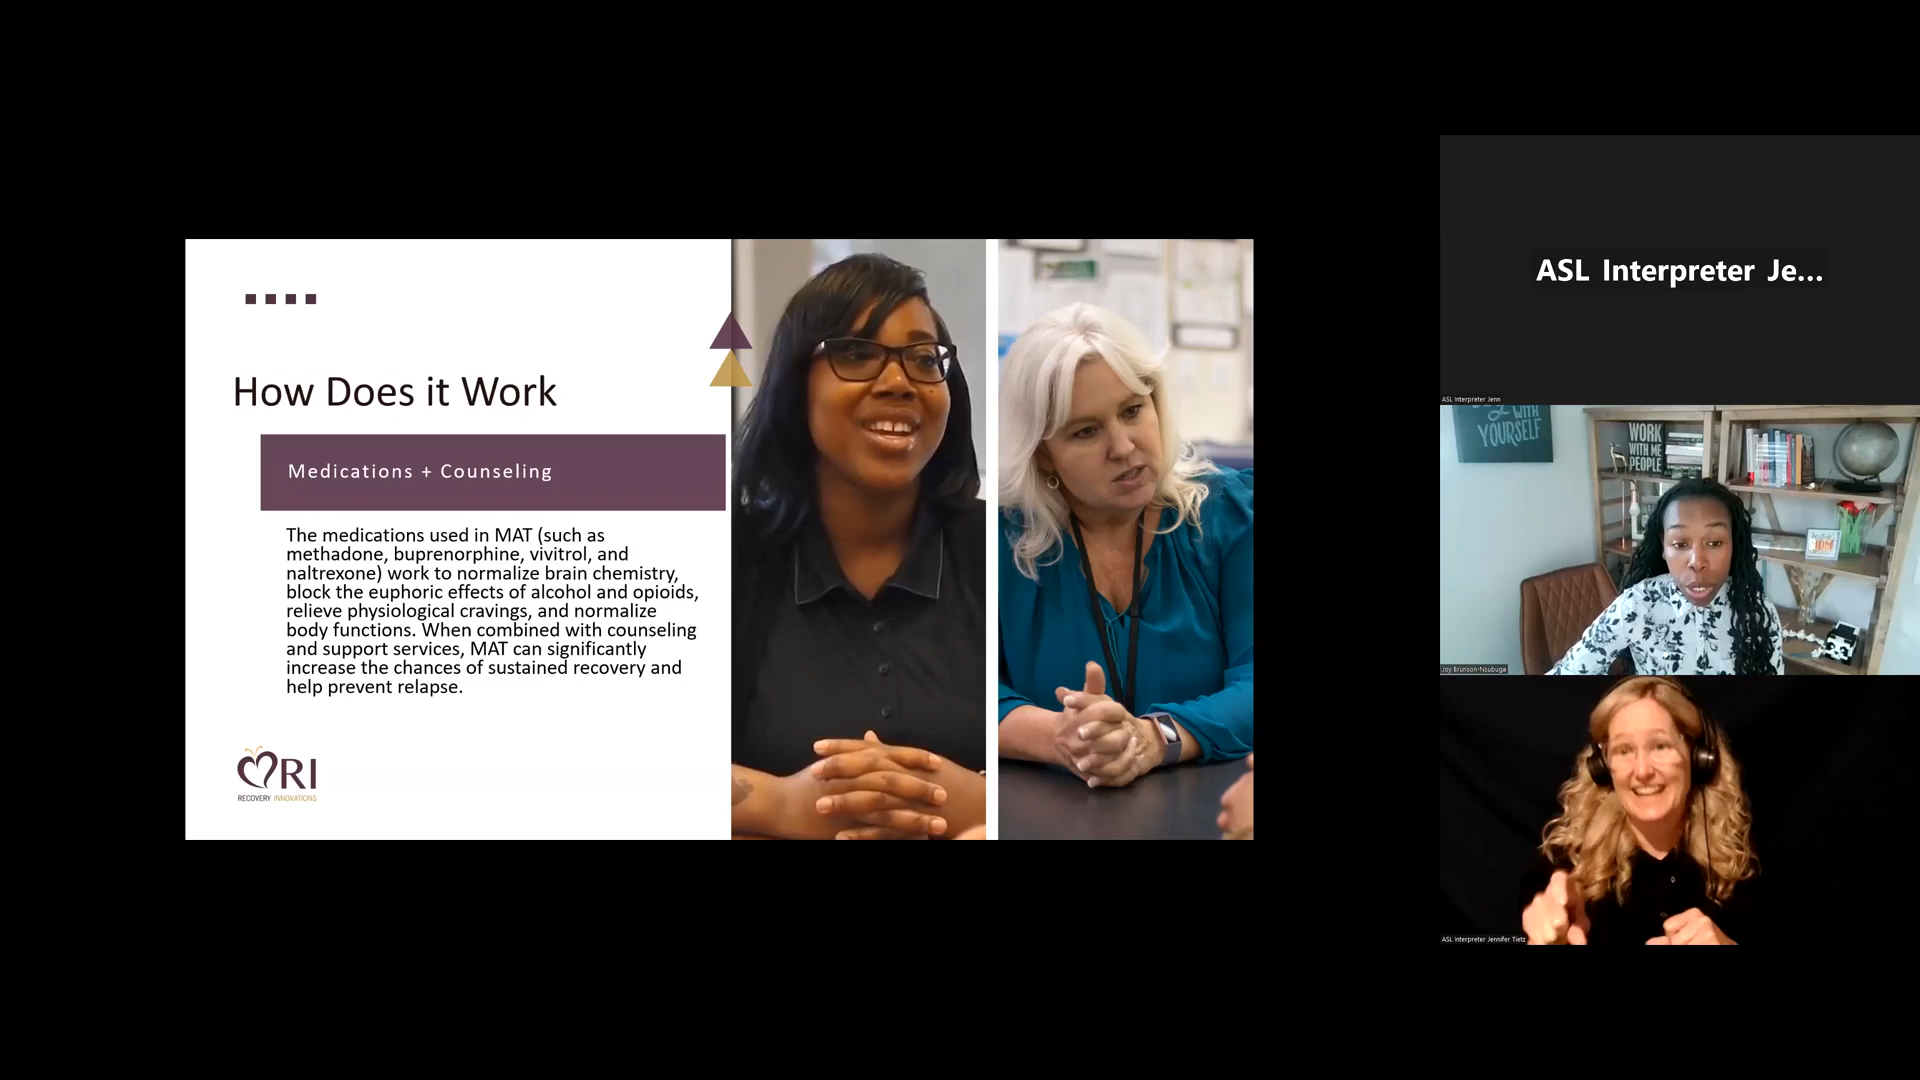 How Does it Work
Medications + Counseling
The medications used in MAT (such as
methadone, buprenorphine, vivitrol, and
naltrexone) work to normalize brain chemistry,
block the euphoric effects of alcohol and opioids,
relieve physiological cravings, and normalize
body functions. When combined with counseling
and support services, MAT can significantly
increase the chances of sustained recovery and
help prevent relapse.
RI
RECOVERY INNOVATIONS
ASL Interpreter Je...
ASL Interpreter Jenn
WITH
YOURSELF
WORK
WITH ME
PEOPLE
MOM
Joy Brunson-Nsubuga
ASL Interpreter Jennifer Tietz